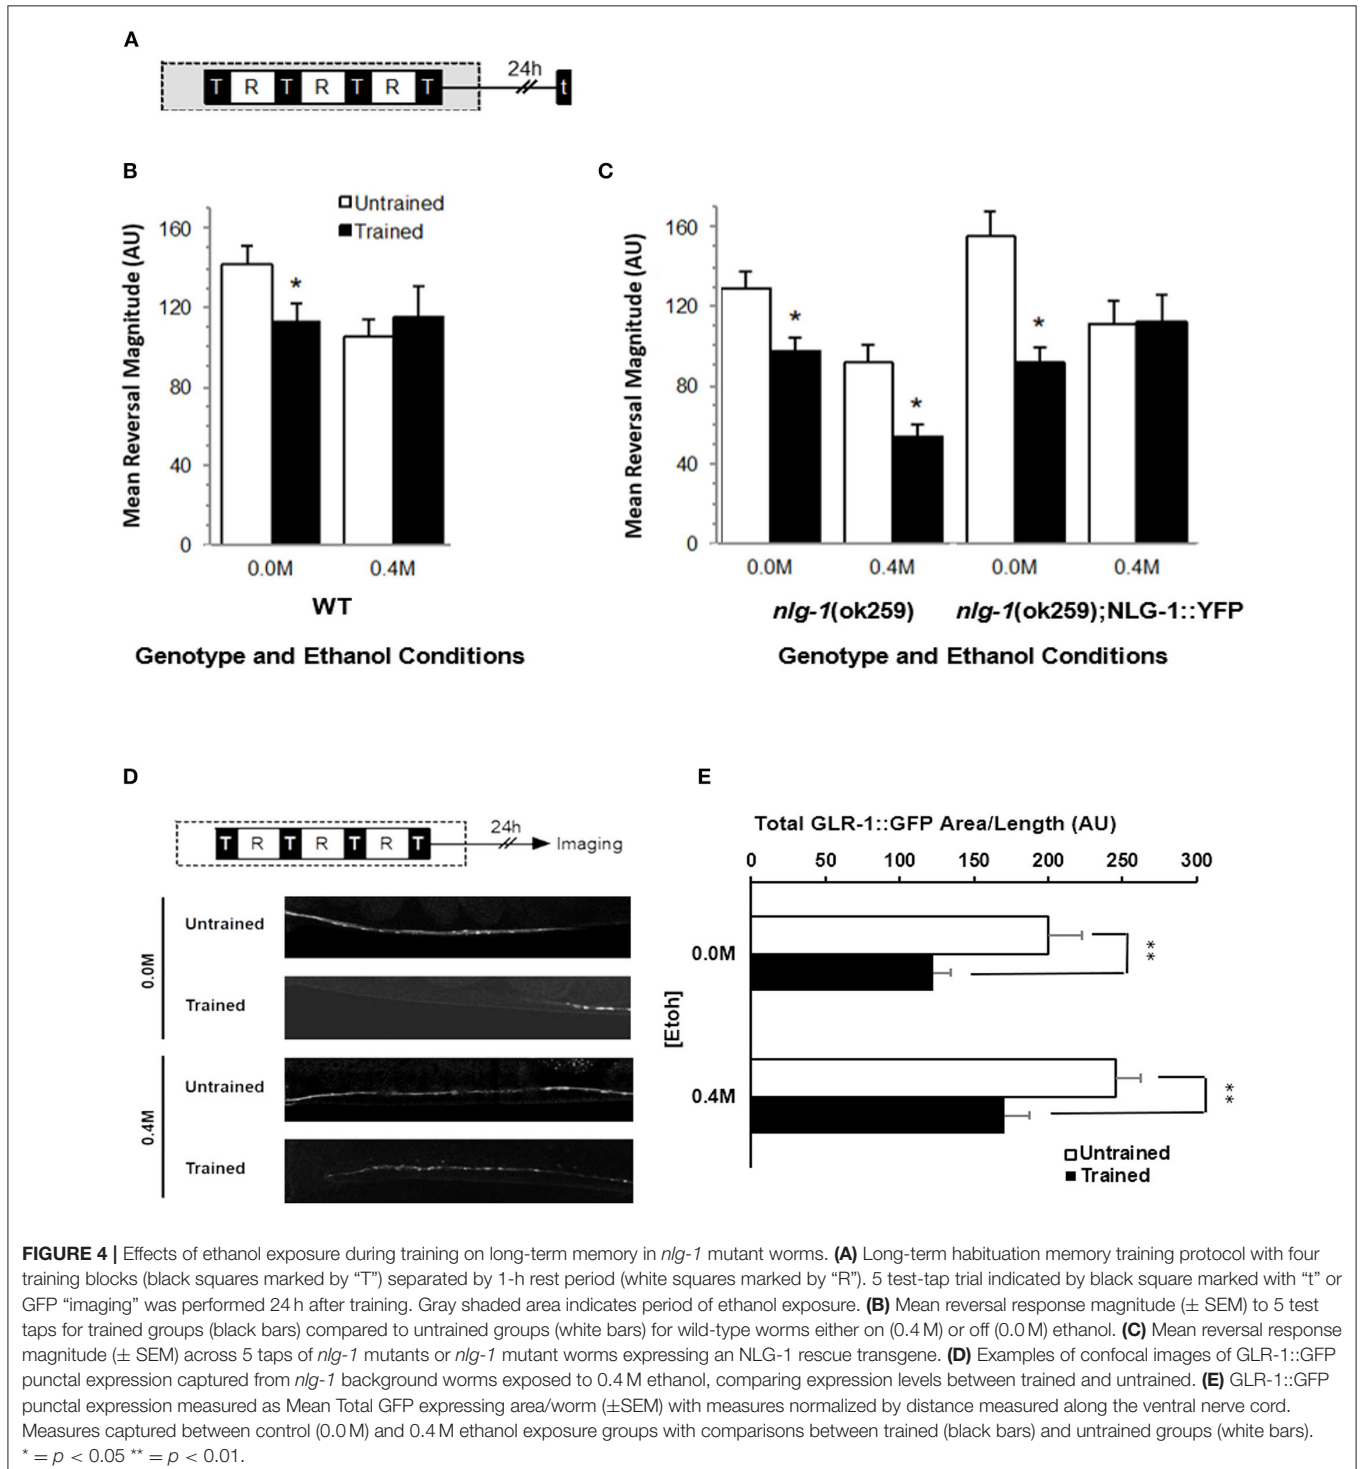 A
T R T R T R T 24h t
B
Mean Reversal Magnitude (AU)
Untrained
Trained
160
120
80
40
0
*
0.0M 0.4M
WT
Genotype and Ethanol Conditions
C
Mean Reversal Magnitude (AU)
160
120
80
40
0
* * *
0.0M 0.4M 0.0M 0.4M
nlg-1(ok259) nlg-1(ok259);NLG-1::YFP
Genotype and Ethanol Conditions
D
T R T R T R T 24h Imaging
0.0M
Untrained
Trained
0.4M
Untrained
Trained
E
Total GLR-1::GFP Area/Length (AU)
0 50 100 150 200 250 300
[Etoh]
0.0M
**
0.4M
**
Untrained
Trained
FIGURE 4 | Effects of ethanol exposure during training on long-term memory in nlg-1 mutant worms. (A) Long-term habituation memory training protocol with four
training blocks (black squares marked by “T”) separated by 1-h rest period (white squares marked by “R”). 5 test-tap trial indicated by black square marked with “t” or
GFP “imaging” was performed 24 h after training. Gray shaded area indicates period of ethanol exposure. (B) Mean reversal response magnitude (± SEM) to 5 test
taps for trained groups (black bars) compared to untrained groups (white bars) for wild-type worms either on (0.4 M) or off (0.0 M) ethanol. (C) Mean reversal response
magnitude (± SEM) across 5 taps of nlg-1 mutants or nlg-1 mutant worms expressing an NLG-1 rescue transgene. (D) Examples of confocal images of GLR-1::GFP
punctal expression captured from nlg-1 background worms exposed to 0.4 M ethanol, comparing expression levels between trained and untrained. (E) GLR-1::GFP
punctal expression measured as Mean Total GFP expressing area/worm (±SEM) with measures normalized by distance measured along the ventral nerve cord.
Measures captured between control (0.0 M) and 0.4 M ethanol exposure groups with comparisons between trained (black bars) and untrained groups (white bars).
* = p < 0.05 ** = p < 0.01.